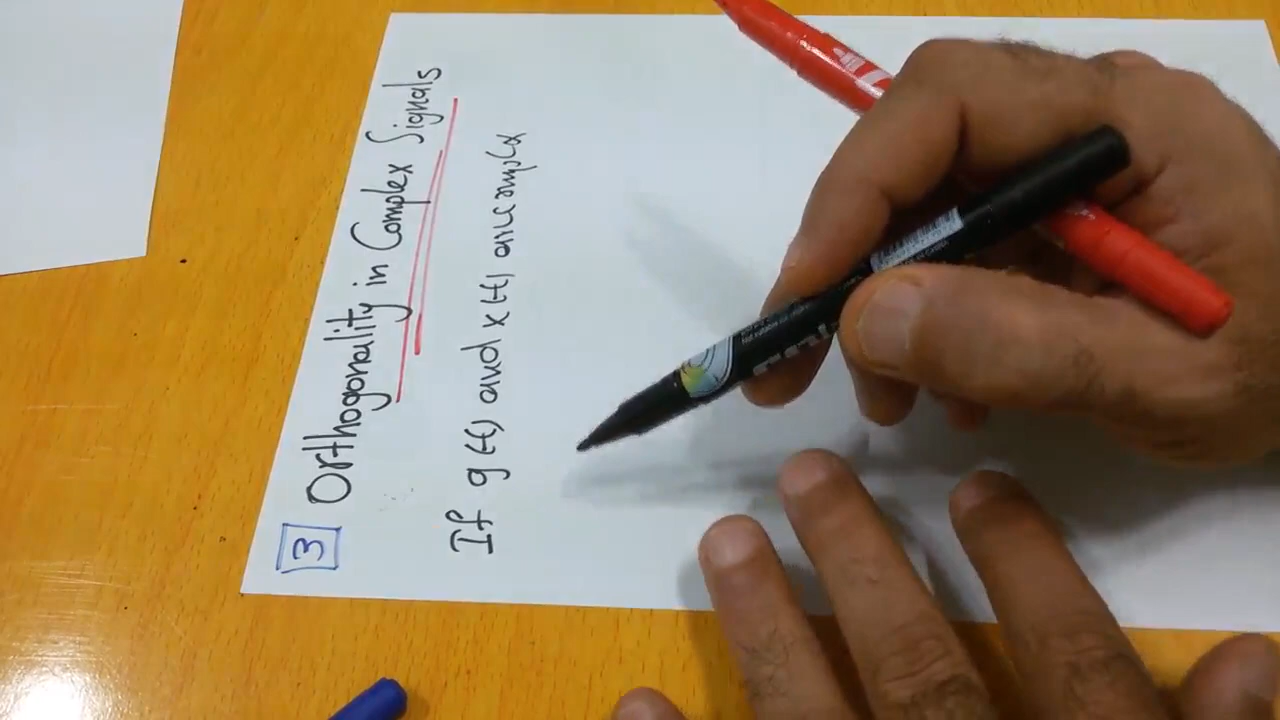 3 Orthogonality in Complex Signals
If g(t) and x(t) are complex